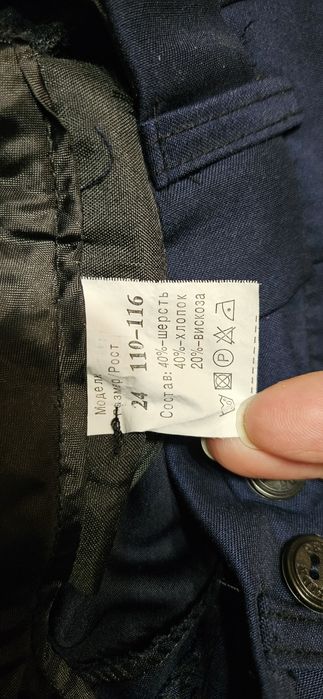 Модель
Размер/Рост
24 110-116
Состав: 40%-шерсть
40%-хлопок
20%-вискоза
P